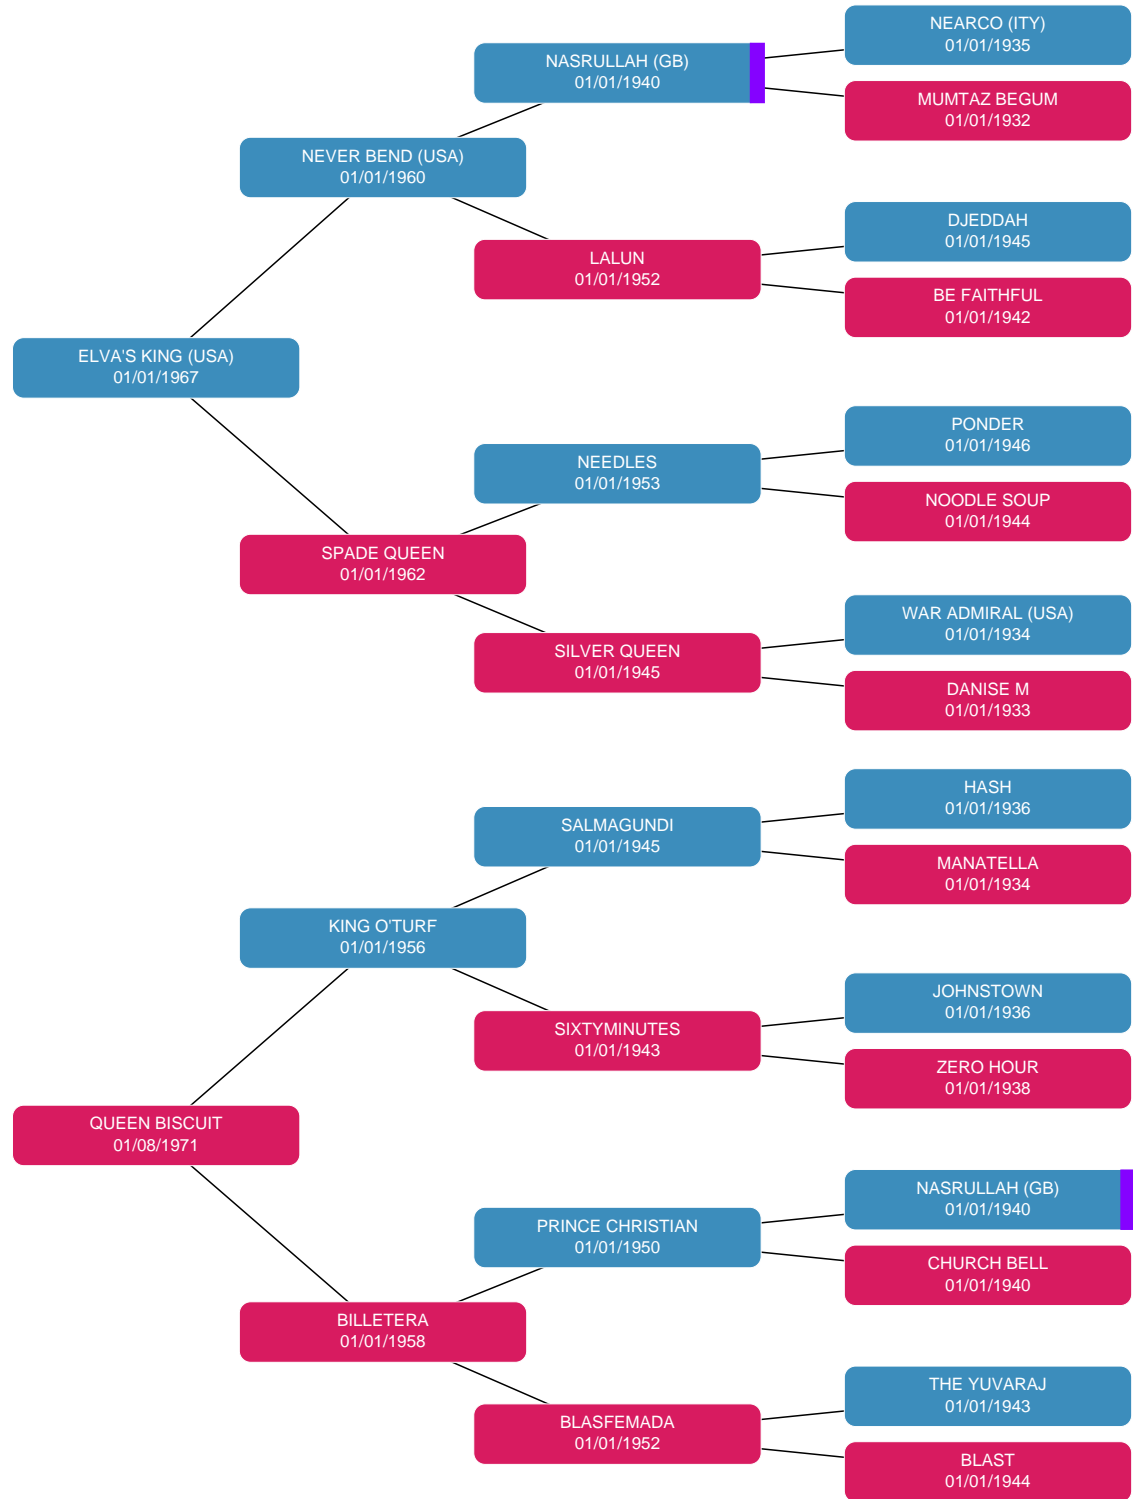 NEARCO (ITY)
01/01/1935
NASRULLAH (GB)
01/01/1940
MUMTAZ BEGUM
01/01/1932
NEVER BEND (USA)
01/01/1960
DJEDDAH
01/01/1945
LALUN
01/01/1952
BE FAITHFUL
01/01/1942
ELVA'S KING (USA)
01/01/1967
PONDER
01/01/1946
NEEDLES
01/01/1953
NOODLE SOUP
01/01/1944
SPADE QUEEN
01/01/1962
WAR ADMIRAL (USA)
01/01/1934
SILVER QUEEN
01/01/1945
DANISE M
01/01/1933
HASH
01/01/1936
SALMAGUNDI
01/01/1945
MANATELLA
01/01/1934
KING O'TURF
01/01/1956
JOHNSTOWN
01/01/1936
SIXTYMINUTES
01/01/1943
ZERO HOUR
01/01/1938
QUEEN BISCUIT
01/08/1971
NASRULLAH (GB)
01/01/1940
PRINCE CHRISTIAN
01/01/1950
CHURCH BELL
01/01/1940
BILLETERA
01/01/1958
THE YUVARAJ
01/01/1943
BLASFEMADA
01/01/1952
BLAST
01/01/1944